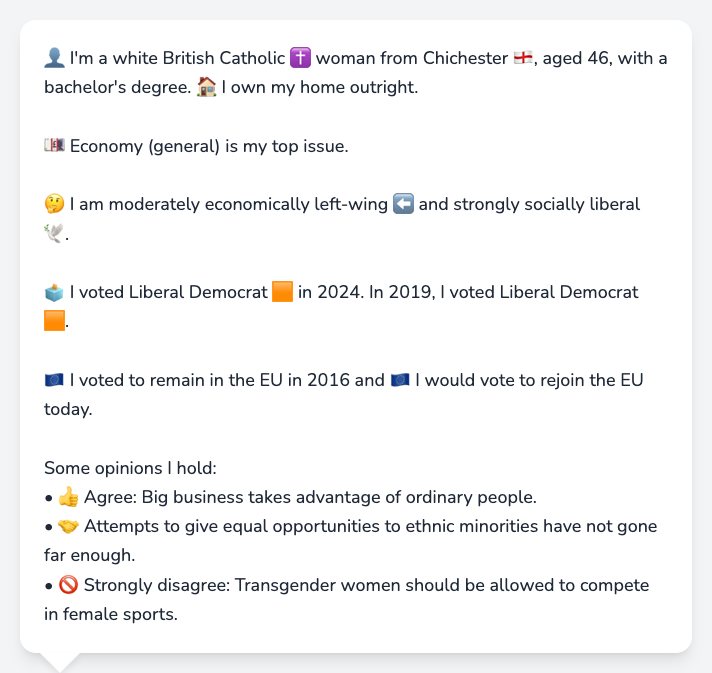 👤 I'm a white British Catholic ✝️ woman from Chichester 🏴󠁧󠁢󠁥󠁮󠁧󠁿, aged 46, with a
bachelor's degree. 🏠 I own my home outright.
💷 Economy (general) is my top issue.
🤔 I am moderately economically left-wing ⬅️ and strongly socially liberal
🕊️.
🗳️ I voted Liberal Democrat 🟧 in 2024. In 2019, I voted Liberal Democrat
🟧.
🇪🇺 I voted to remain in the EU in 2016 and 🇪🇺 I would vote to rejoin the EU
today.
Some opinions I hold:
• 👍 Agree: Big business takes advantage of ordinary people.
• 🤝 Attempts to give equal opportunities to ethnic minorities have not gone
far enough.
• 🚫 Strongly disagree: Transgender women should be allowed to compete
in female sports.